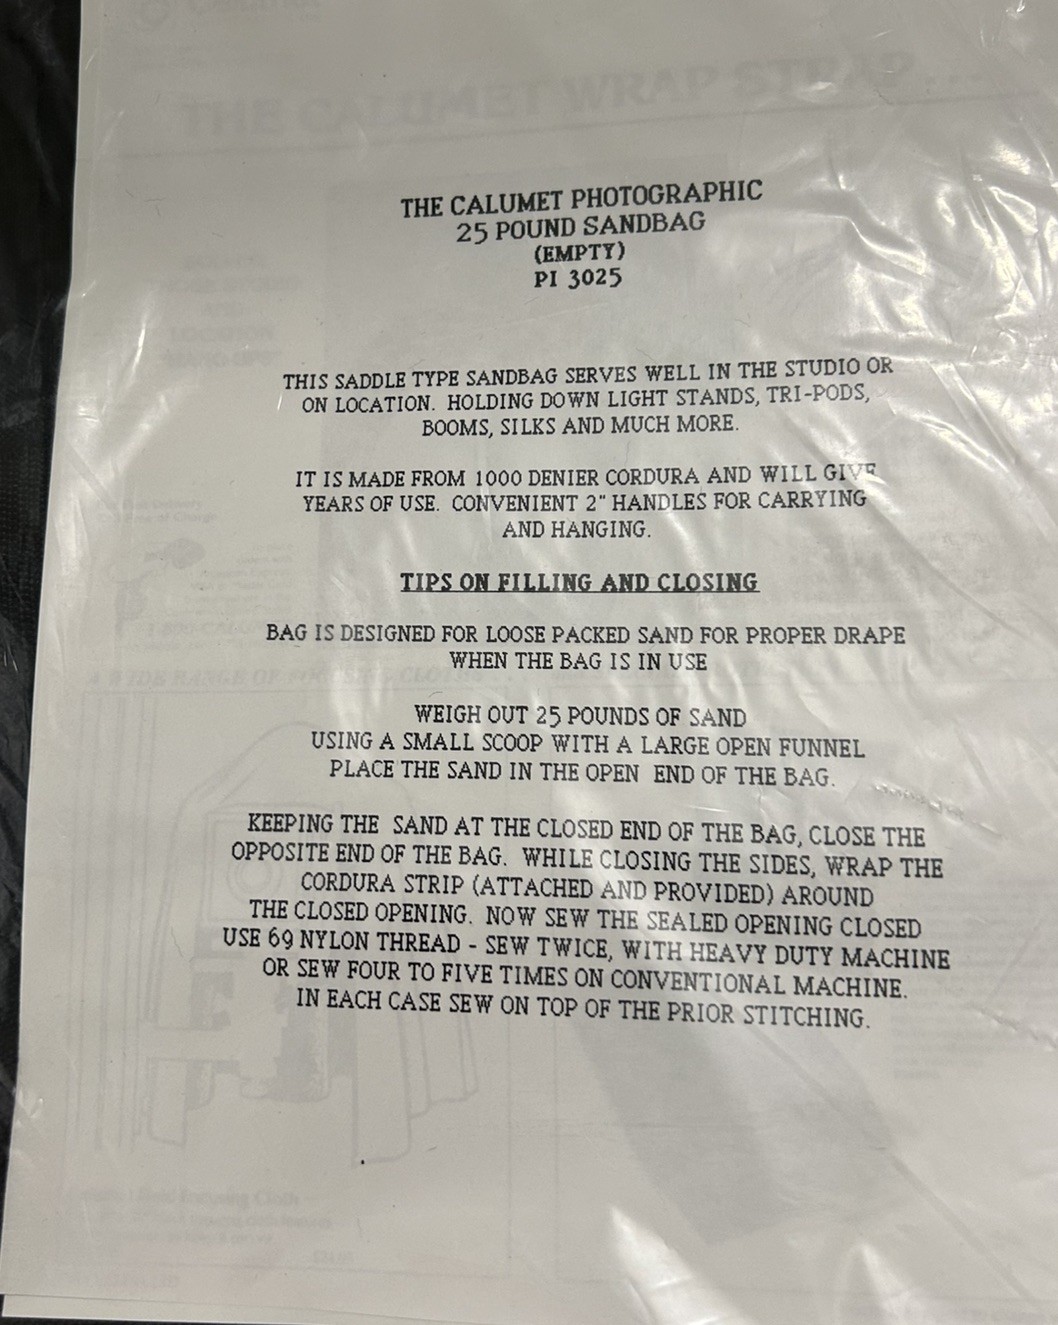 THE CALUMET WRAP STRAP...
THE CALUMET PHOTOGRAPHIC
25 POUND SANDBAG
(EMPTY)
PI 3025
LOCATION
THIS SADDLE TYPE SANDBAG SERVES WELL IN THE STUDIO OR
ON LOCATION. HOLDING DOWN LIGHT STANDS, TRI-PODS,
BOOMS, SILKS AND MUCH MORE.
IT IS MADE FROM 1000 DENIER CORDURA AND WILL GIVE
YEARS OF USE. CONVENIENT 2" HANDLES FOR CARRYING
AND HANGING.
TIPS ON FILLING AND CLOSING
BAG IS DESIGNED FOR LOOSE PACKED SAND FOR PROPER DRAPE
WHEN THE BAG IS IN USE
WEIGH OUT 25 POUNDS OF SAND
USING A SMALL SCOOP WITH A LARGE OPEN FUNNEL
PLACE THE SAND IN THE OPEN END OF THE BAG.
KEEPING THE SAND AT THE CLOSED END OF THE BAG, CLOSE THE
OPPOSITE END OF THE BAG. WHILE CLOSING THE SIDES, WRAP THE
CORDURA STRIP (ATTACHED AND PROVIDED) AROUND
THE CLOSED OPENING. NOW SEW THE SEALED OPENING CLOSED
USE 69 NYLON THREAD - SEW TWICE, WITH HEAVY DUTY MACHINE
OR SEW FOUR TO FIVE TIMES ON CONVENTIONAL MACHINE.
IN EACH CASE SEW ON TOP OF THE PRIOR STITCHING.